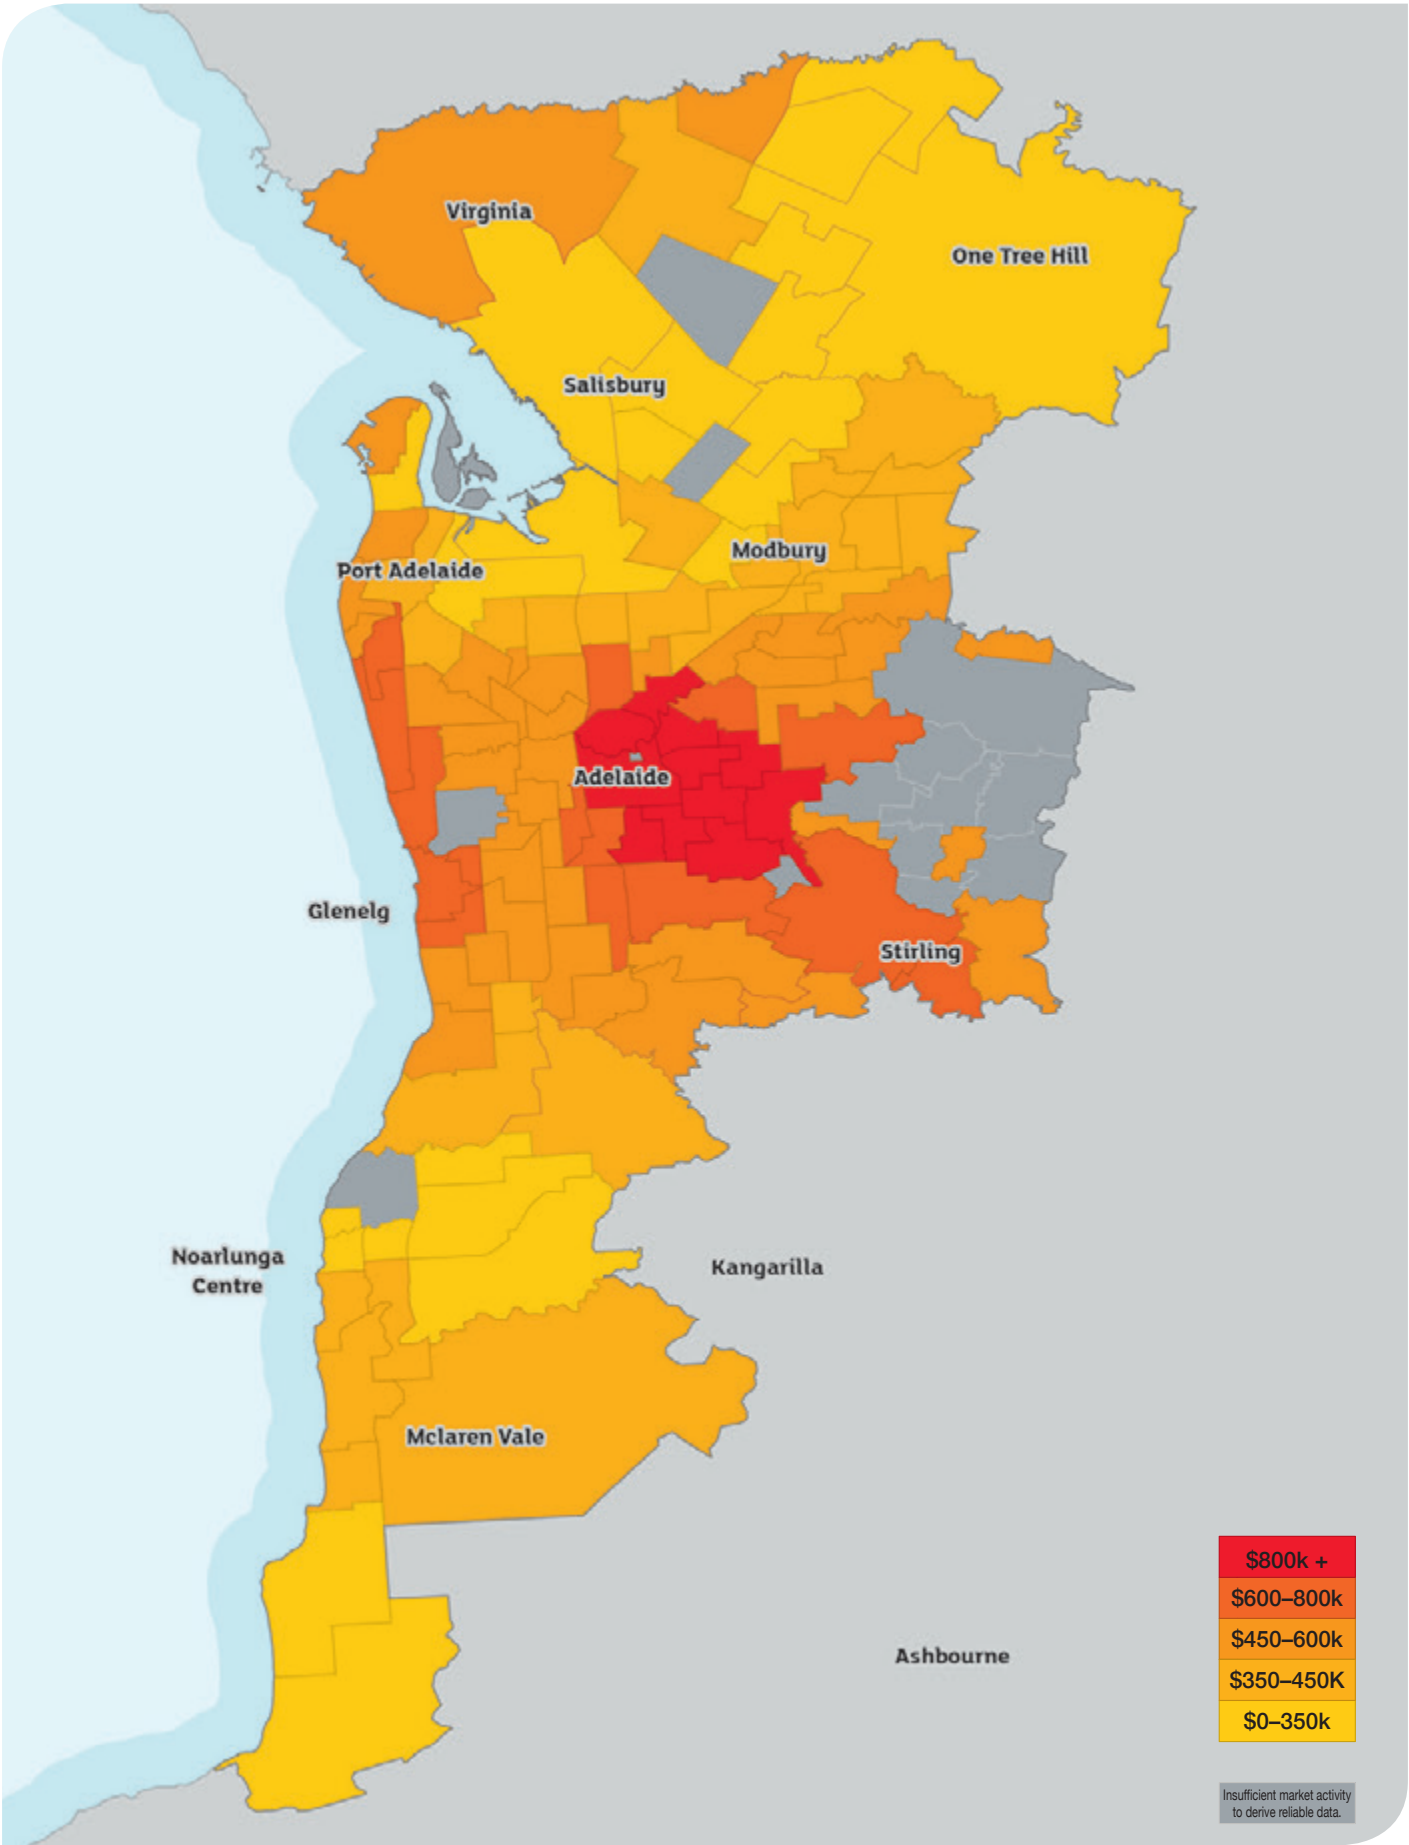 Virginia
One Tree Hill
Salisbury
Modbury
Port Adelaide
Adelaide
Glenelg
Stirling
Noarlunga
Centre
Kangarilla
Mclaren Vale
Ashbourne
$800k +
$600–800k
$450–600k
$350–450K
$0–350k
Insufficient market activity
to derive reliable data.